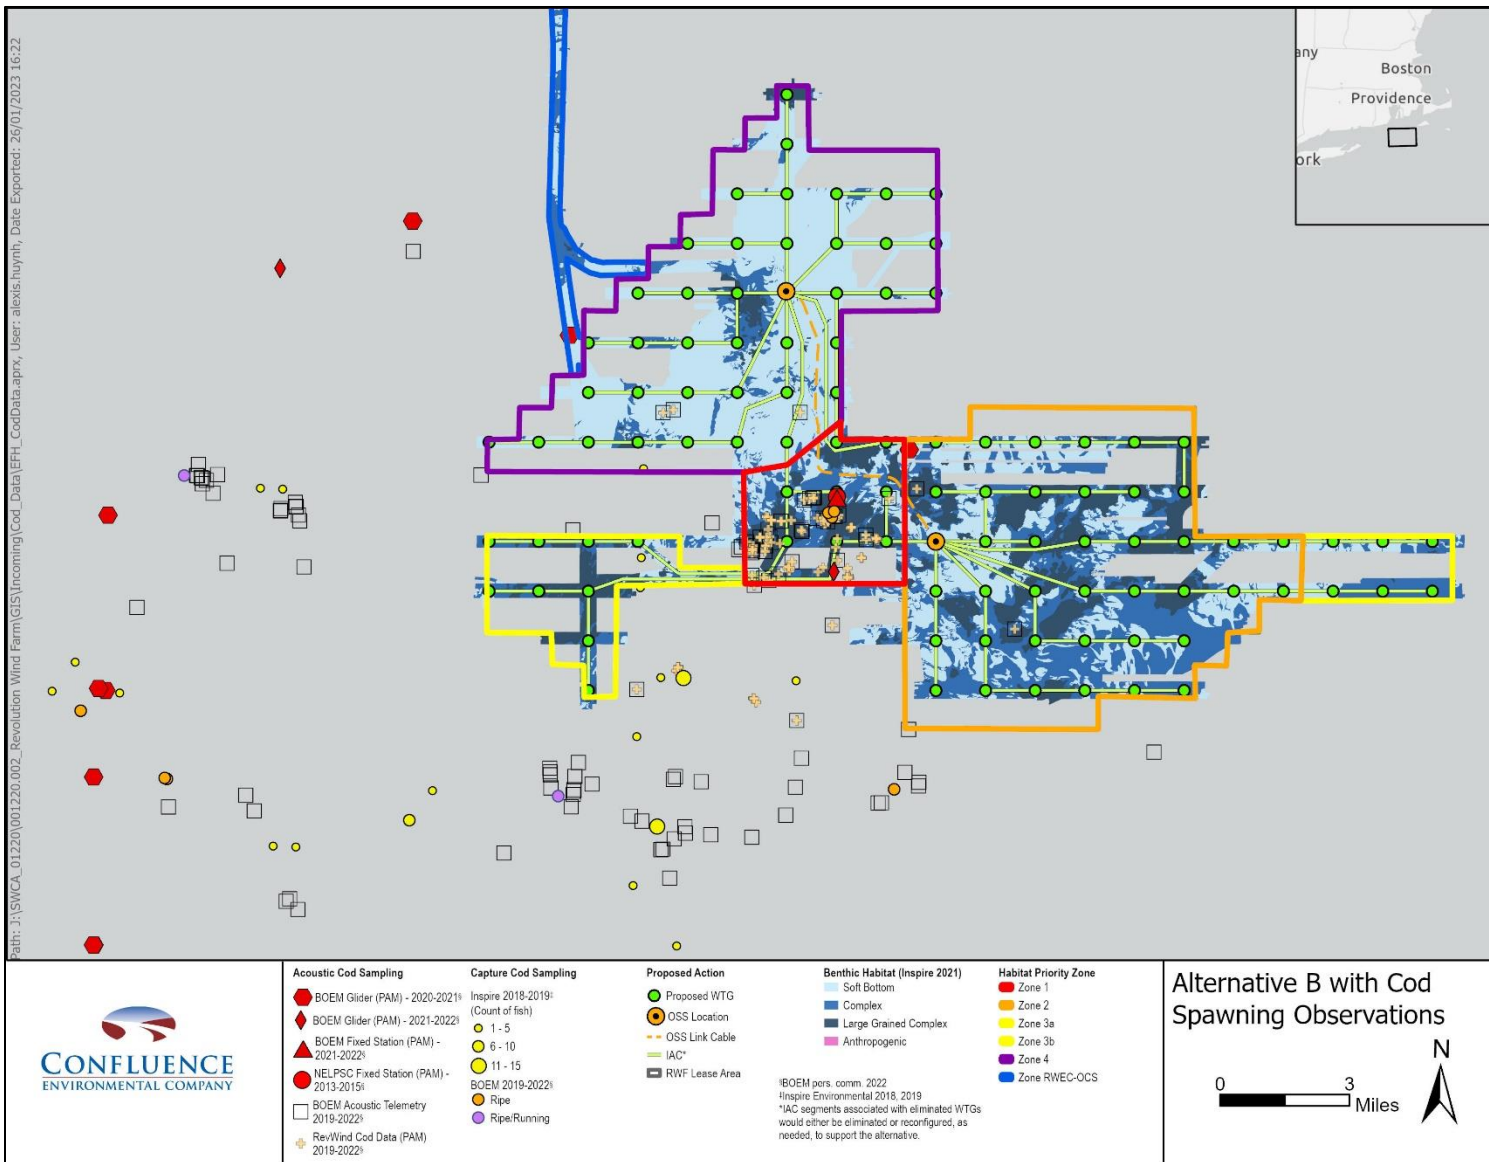 Path: J:\SWCA_01220\001220.002_Revolution Wind Farm\GIS\Incoming\Cod_Data\EFH_CodData.aprx, User: alexis.huynh, Date Exported: 26/01/2023 16:22
any
Boston
Providence
ork
CONFLUENCE
ENVIRONMENTAL COMPANY
Acoustic Cod Sampling
BOEM Glider (PAM) - 2020-2021§
BOEM Glider (PAM) - 2021-2022§
BOEM Fixed Station (PAM) -
2021-2022§
NELPSC Fixed Station (PAM) -
2013-2015§
BOEM Acoustic Telemetry
2019-2022§
RevWind Cod Data (PAM)
2019-2022§
Capture Cod Sampling
Inspire 2018-2019‡
(Count of fish)
1 - 5
6 - 10
11 - 15
BOEM 2019-2022§
Ripe
Ripe/Running
Proposed Action
Proposed WTG
OSS Location
OSS Link Cable
IAC*
RWF Lease Area
Benthic Habitat (Inspire 2021)
Soft Bottom
Complex
Large Grained Complex
Anthropogenic
§BOEM pers. comm. 2022
‡Inspire Environmental 2018, 2019
*IAC segments associated with eliminated WTGs
would either be eliminated or reconfigured, as
needed, to support the alternative.
Habitat Priority Zone
Zone 1
Zone 2
Zone 3a
Zone 3b
Zone 4
Zone RWEC-OCS
Alternative B with Cod
Spawning Observations
N
0 3
Miles